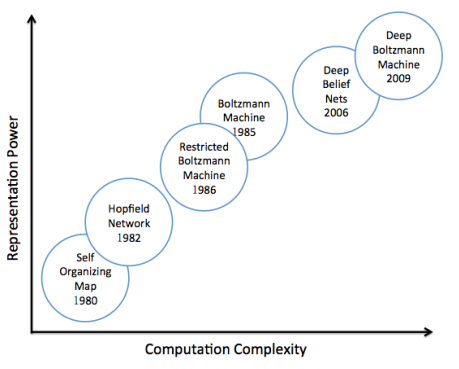 Deep
Boltzmann
Machine
2009
Deep
Belief
Nets
2006
Boltzmann
Machine
1985
Restricted
Boltzmann
Machine
1986
Hopfield
Network
1982
Self
Organizing
Map
1980
Representation Power
Computation Complexity